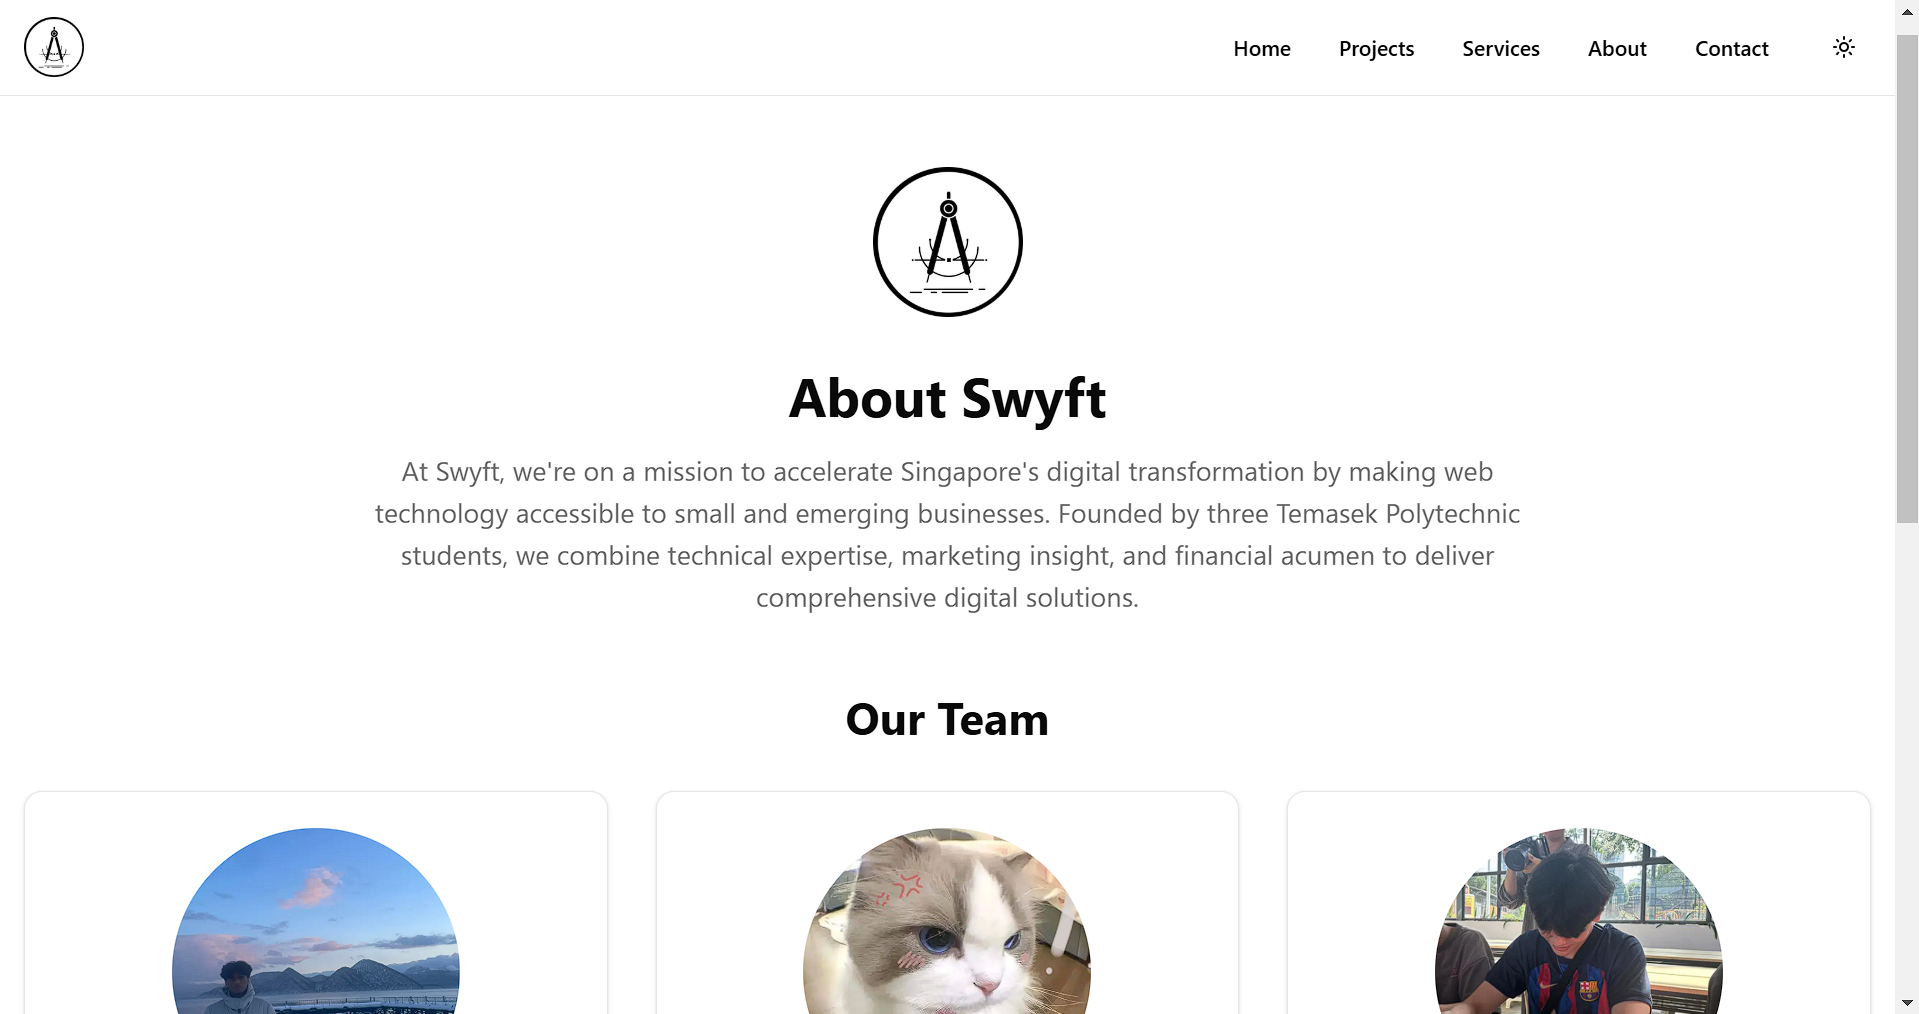 Home Projects Services About Contact
About Swyft
At Swyft, we're on a mission to accelerate Singapore's digital transformation by making web
technology accessible to small and emerging businesses. Founded by three Temasek Polytechnic
students, we combine technical expertise, marketing insight, and financial acumen to deliver
comprehensive digital solutions.
Our Team